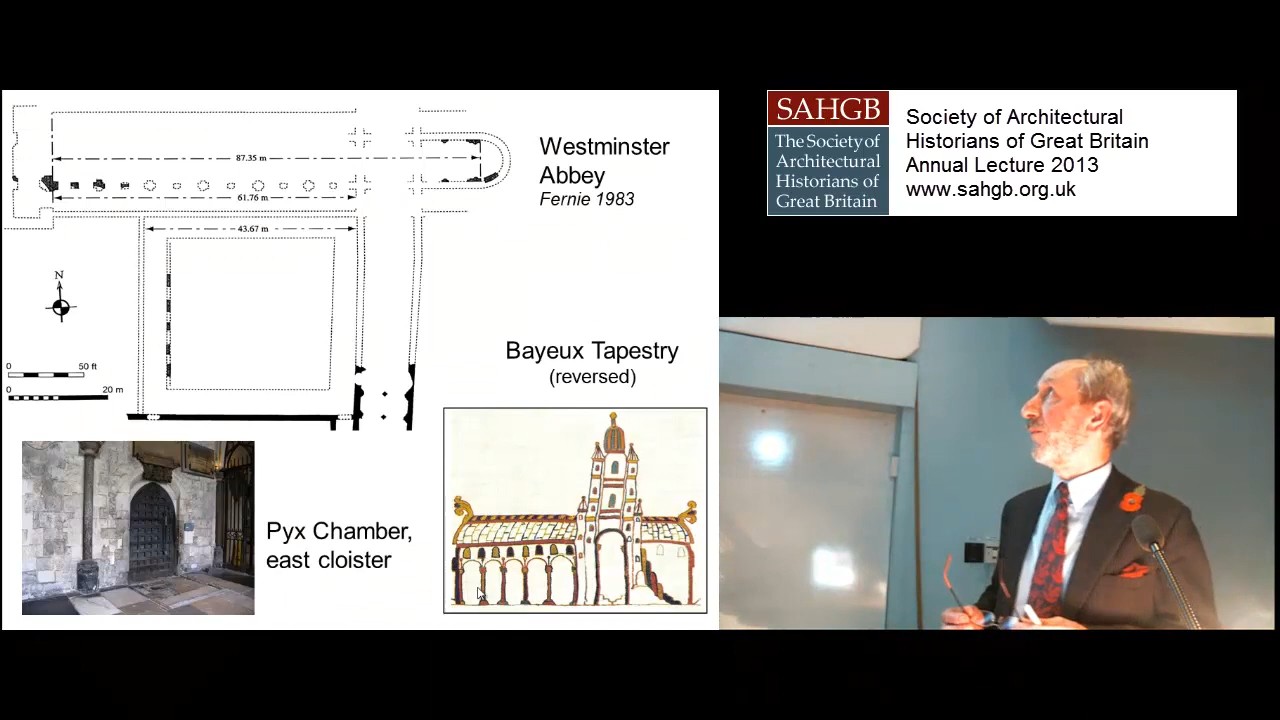 87.35 m
61.76 m
43.67 m
N
0 50 ft
0 20 m
Westminster
Abbey
Fernie 1983
Bayeux Tapestry
(reversed)
Pyx Chamber,
east cloister
SAHGB
The Society of
Architectural
Historians of
Great Britain
Society of Architectural
Historians of Great Britain
Annual Lecture 2013
www.sahgb.org.uk